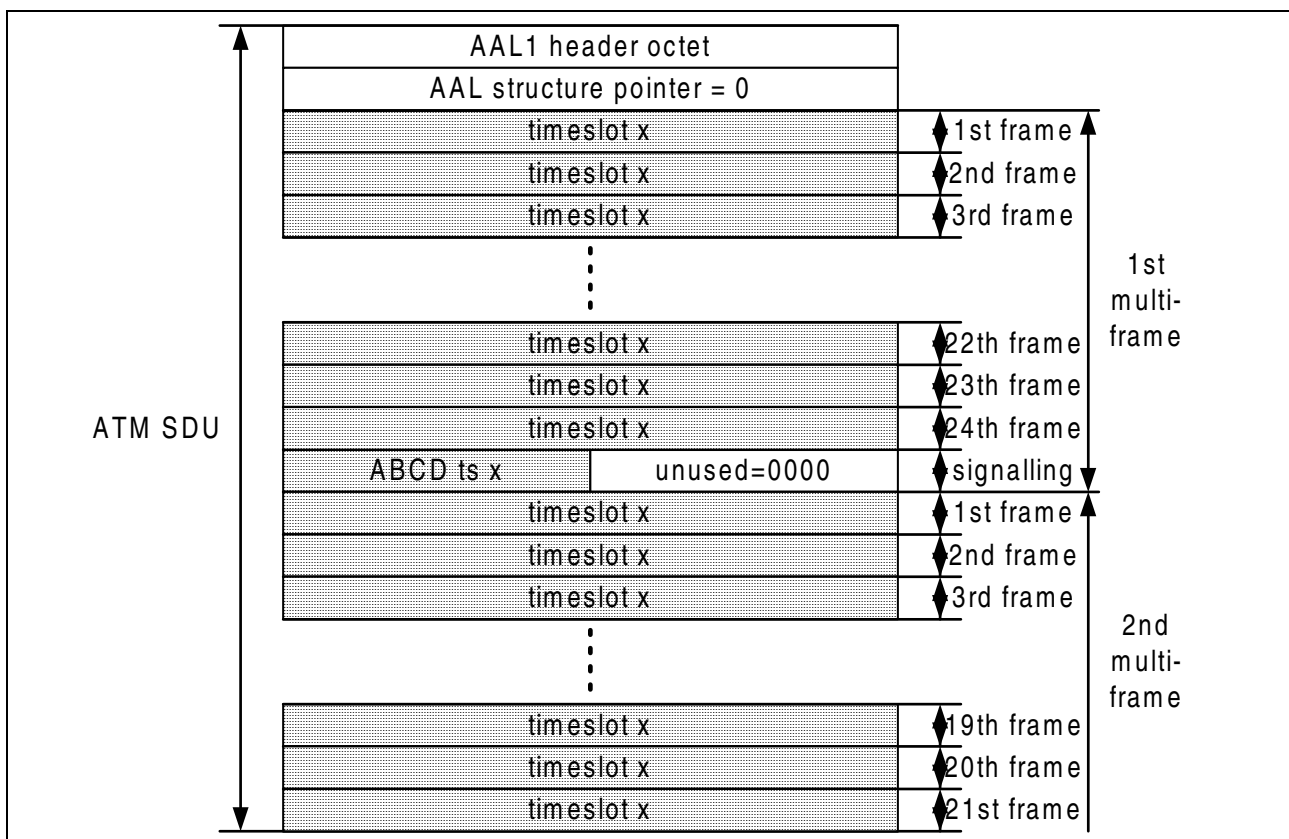 AAL1 header octet
AAL structure pointer = 0
timeslot x
1st frame
timeslot x
2nd frame
timeslot x
3rd frame
1st
multi-
frame
timeslot x
22th frame
timeslot x
23th frame
timeslot x
24th frame
ATM SDU
ABCD ts x
unused=0000
signalling
timeslot x
1st frame
timeslot x
2nd frame
timeslot x
3rd frame
2nd
multi-
frame
timeslot x
19th frame
timeslot x
20th frame
timeslot x
21st frame